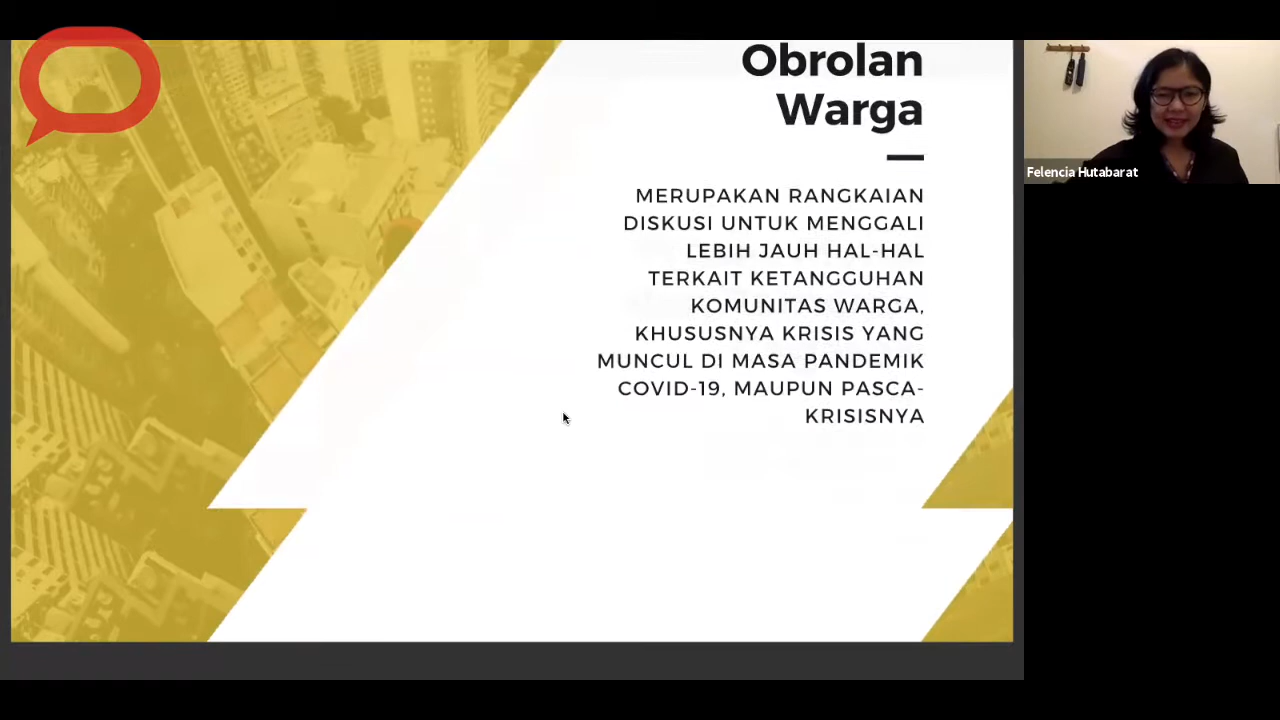 Obrolan
Warga
MERUPAKAN RANGKAIAN
DISKUSI UNTUK MENGGALI
LEBIH JAUH HAL-HAL
TERKAIT KETANGGUHAN
KOMUNITAS WARGA,
KHUSUSNYA KRISIS YANG
MUNCUL DI MASA PANDEMIK
COVID-19, MAUPUN PASCA-
KRISISNYA
Felencia Hutabarat